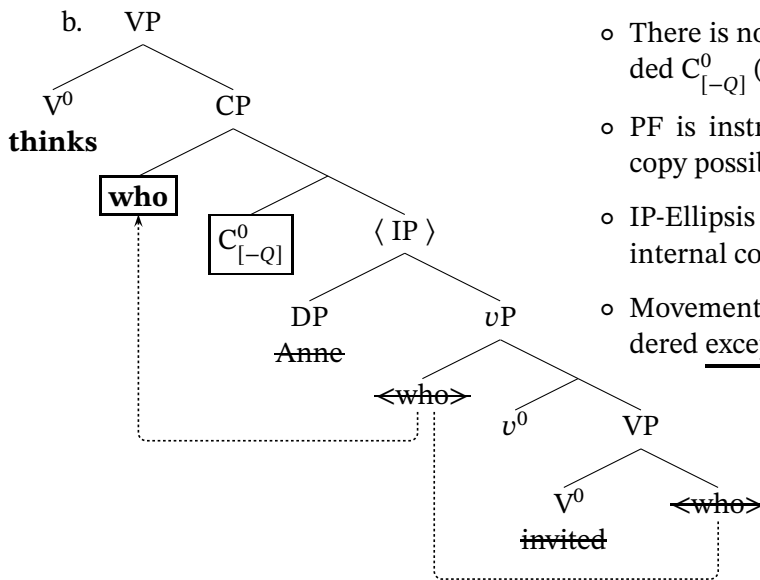 b. VP
V⁰ CP
thinks
who
C⁰[−Q] ⟨ IP ⟩
DP vP
Anne
<who>
v⁰ VP
V⁰ <who>
invited
◦ There is no
ded C⁰[−Q] (
◦ PF is instr
copy possib
◦ IP-Ellipsis
internal co
◦ Movement
dered excep